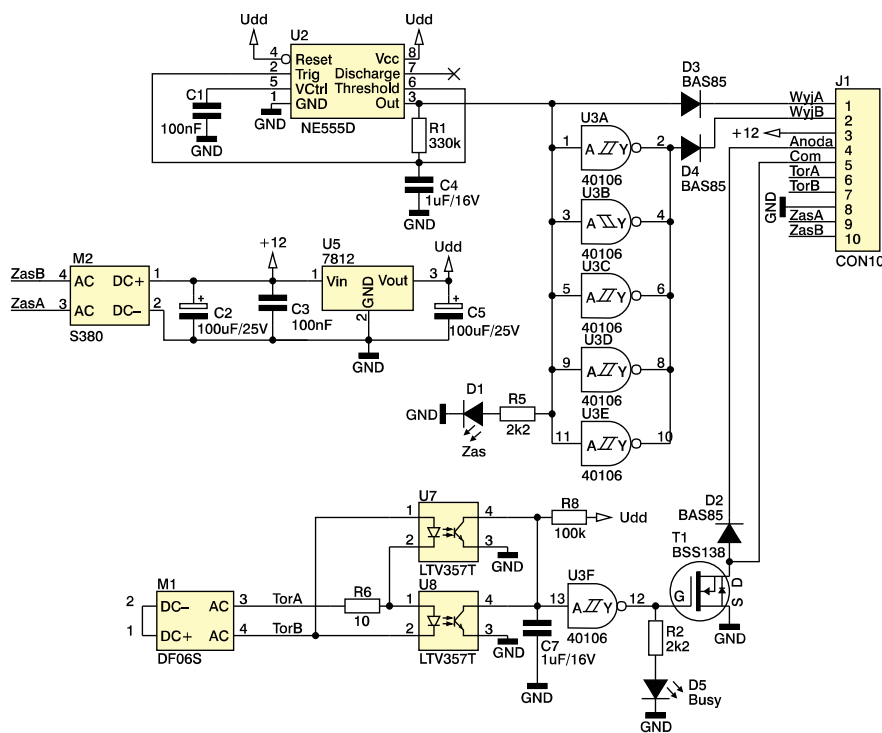 Udd
U2
Udd
4 Reset Vcc 8
2 Trig Discharge 7
5 VCtrl Threshold 6
1 GND Out 3
NE555D
C1
100nF
GND
GND
R1
330k
C4
1uF/16V
GND
D3
BAS85
D4
BAS85
J1
WyjA 1
WyjB 2
+12 3
Anoda 4
Com 5
TorA 6
TorB 7
GND 8
ZasA 9
ZasB 10
CON10
U3A
1 A Y 2
40106
U3B
3 A Y 4
40106
U3C
5 A Y 6
40106
U3D
9 A Y 8
40106
U3E
11 A Y 10
40106
M2
ZasB 4 AC DC+ 1
ZasA 3 AC DC- 2
S380
+12
C2
100uF/25V
C3
100nF
U5
7812
1 Vin Vout 3
GND
2
Udd
C5
100uF/25V
GND
GND
D1
Zas
R5
2k2
U7
1 4
2 3
LTV357T
GND
R8
100k
Udd
M1
2 DC- AC 3 TorA
1 DC+ AC 4 TorB
DF06S
R6
10
U8
1 4
2 3
LTV357T
GND
C7
1uF/16V
GND
U3F
13 A Y 12
40106
R2
2k2
D5
Busy
GND
T1
BSS138
G
D
S
GND
D2
BAS85